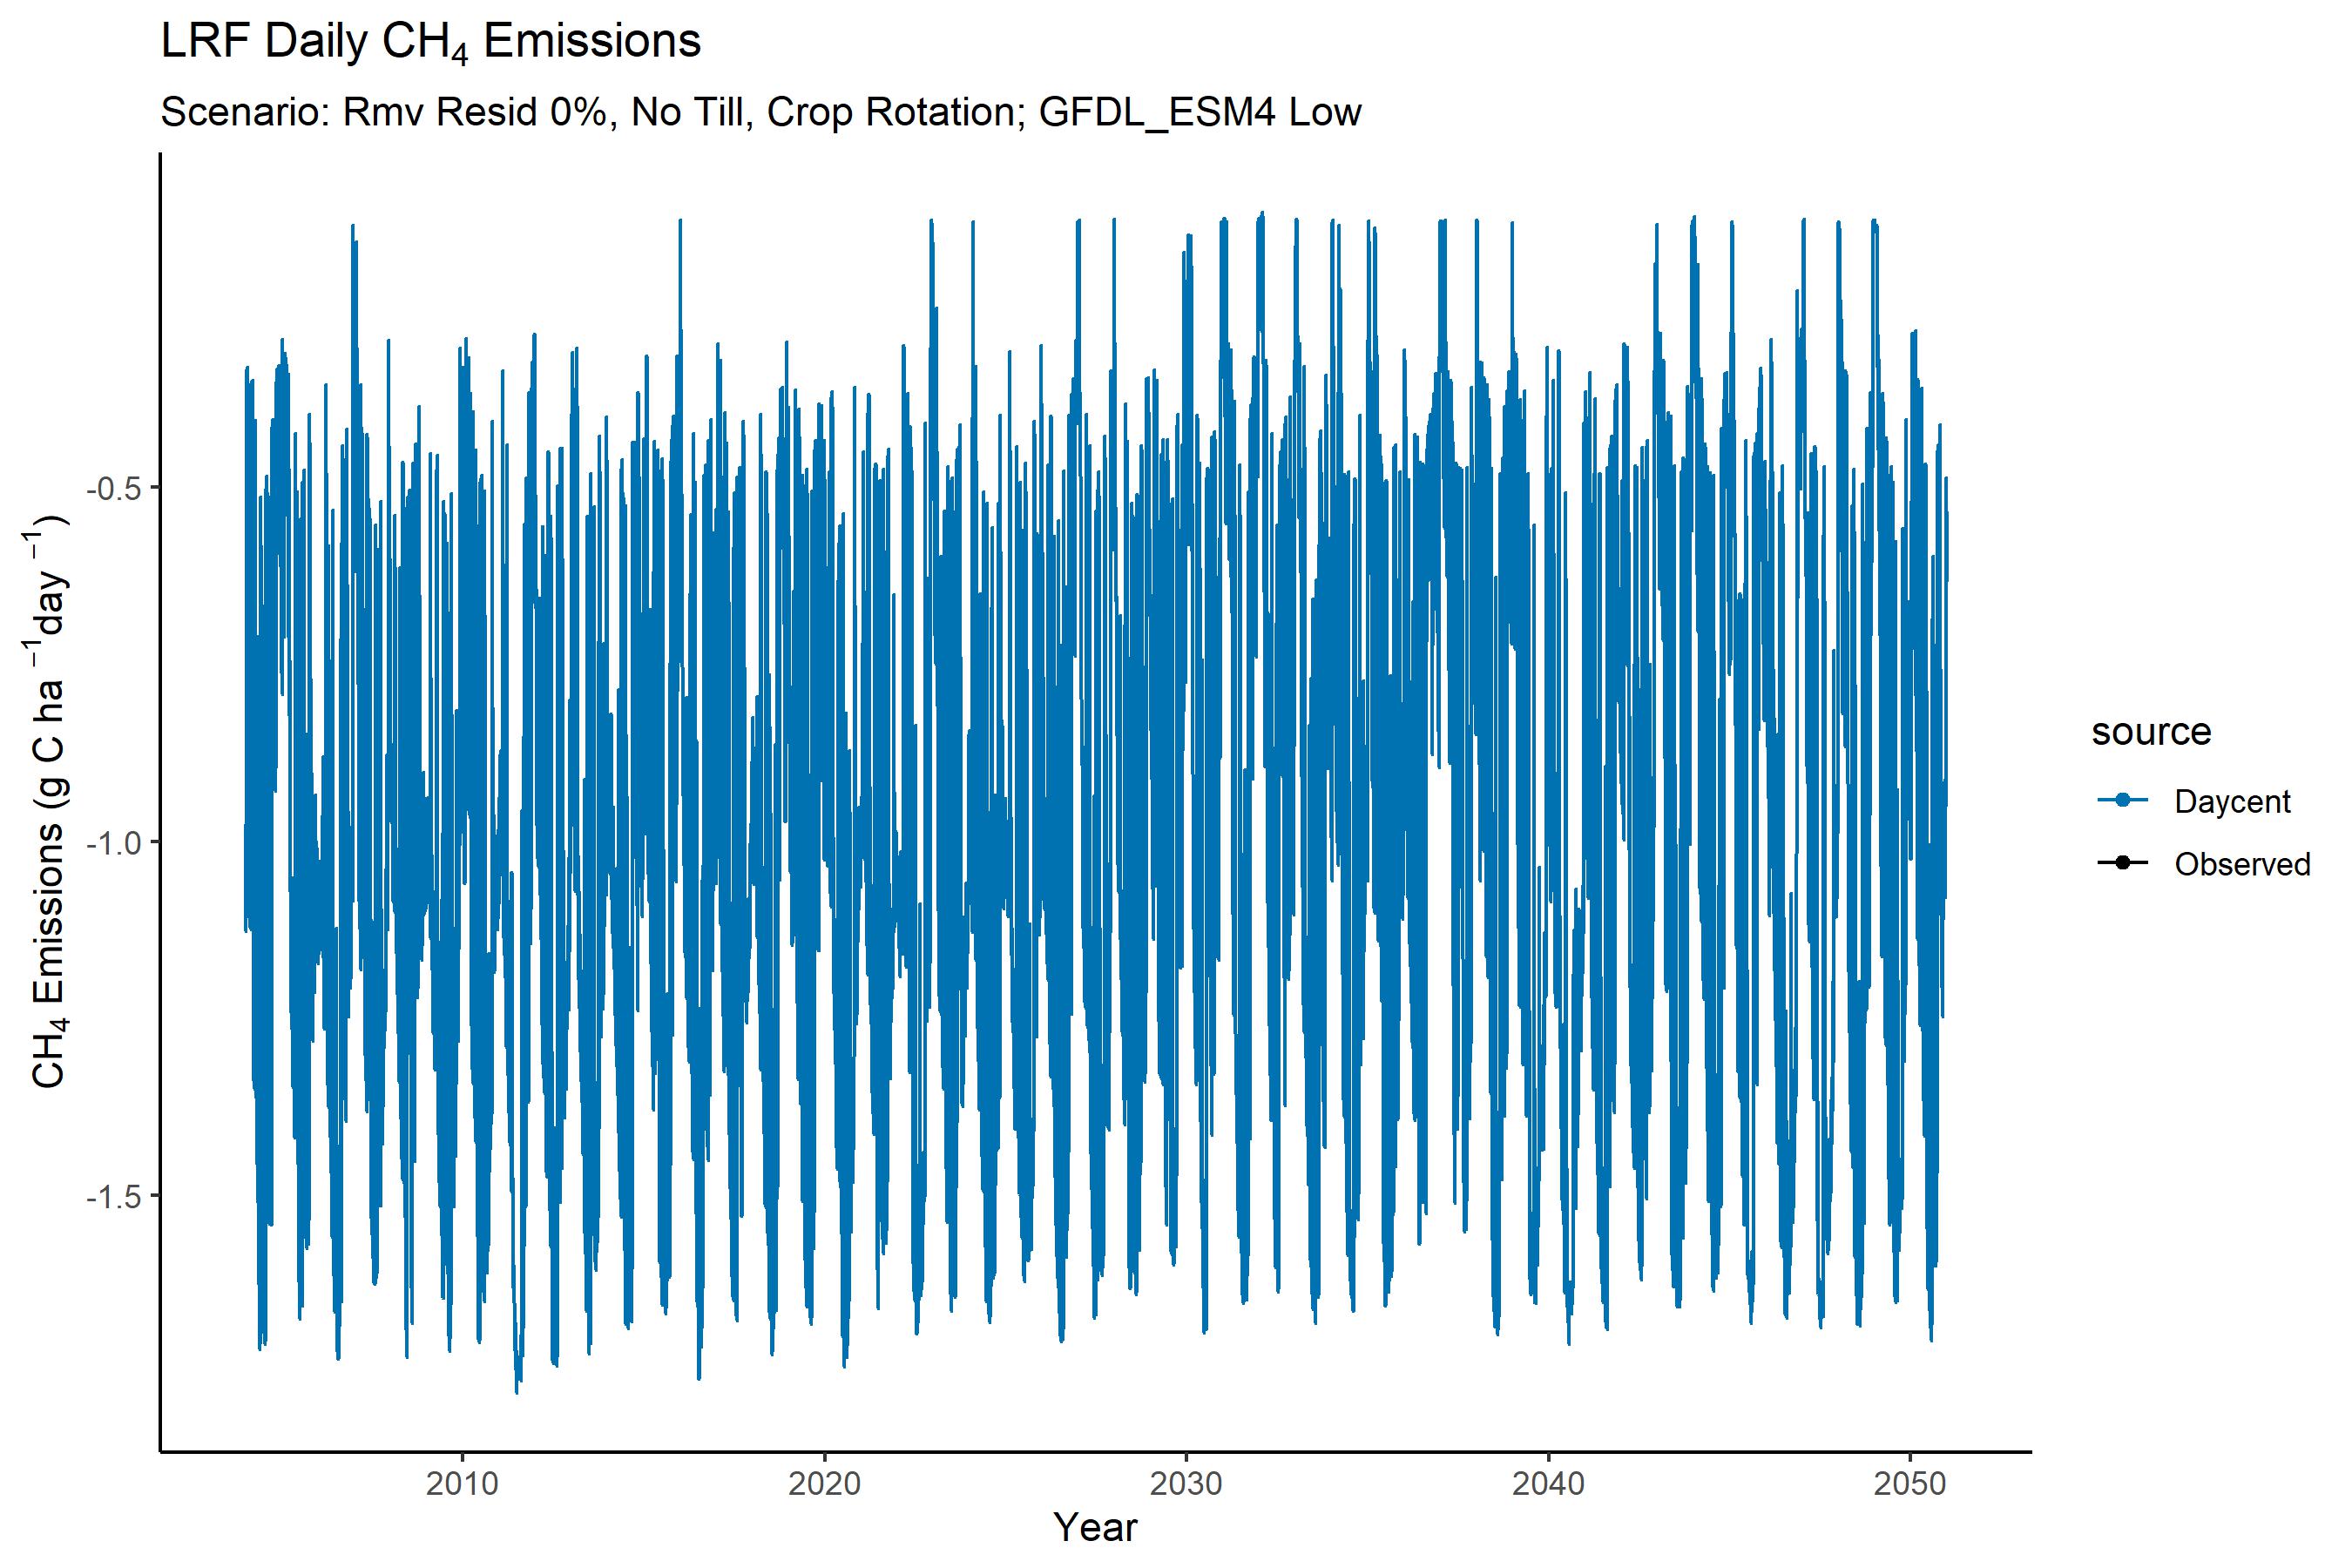 LRF Daily CH₄ Emissions
Scenario: Rmv Resid 0%, No Till, Crop Rotation; GFDL_ESM4 Low
CH₄ Emissions (g C ha ⁻¹day ⁻¹)
-0.5
-1.0
-1.5
2010 2020 2030 2040 2050
Year
source
Daycent
Observed